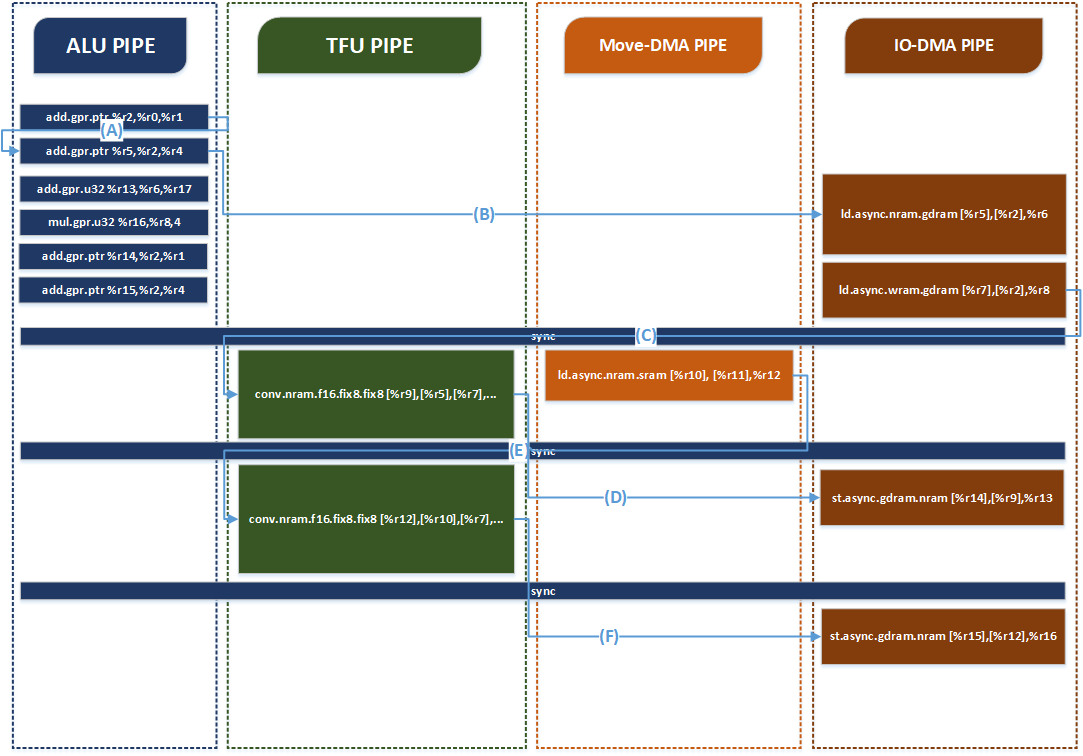 ALU PIPE
TFU PIPE
Move-DMA PIPE
IO-DMA PIPE
add.gpr.ptr %r2,%r0,%r1
(A)
add.gpr.ptr %r5,%r2,%r4
add.gpr.u32 %r13,%r6,%r17
mul.gpr.u32 %r16,%r8,4
add.gpr.ptr %r14,%r2,%r1
add.gpr.ptr %r15,%r2,%r4
(B)
ld.async.nram.gdram [%r5],[%r2],%r6
ld.async.wram.gdram [%r7],[%r2],%r8
sync
(C)
conv.nram.f16.fix8.fix8 [%r9],[%r5],[%r7],...
ld.async.nram.sram [%r10], [%r11],%r12
(E)
sync
(D)
st.async.gdram.nram [%r14],[%r9],%r13
conv.nram.f16.fix8.fix8 [%r12],[%r10],[%r7],...
sync
(F)
st.async.gdram.nram [%r15],[%r12],%r16